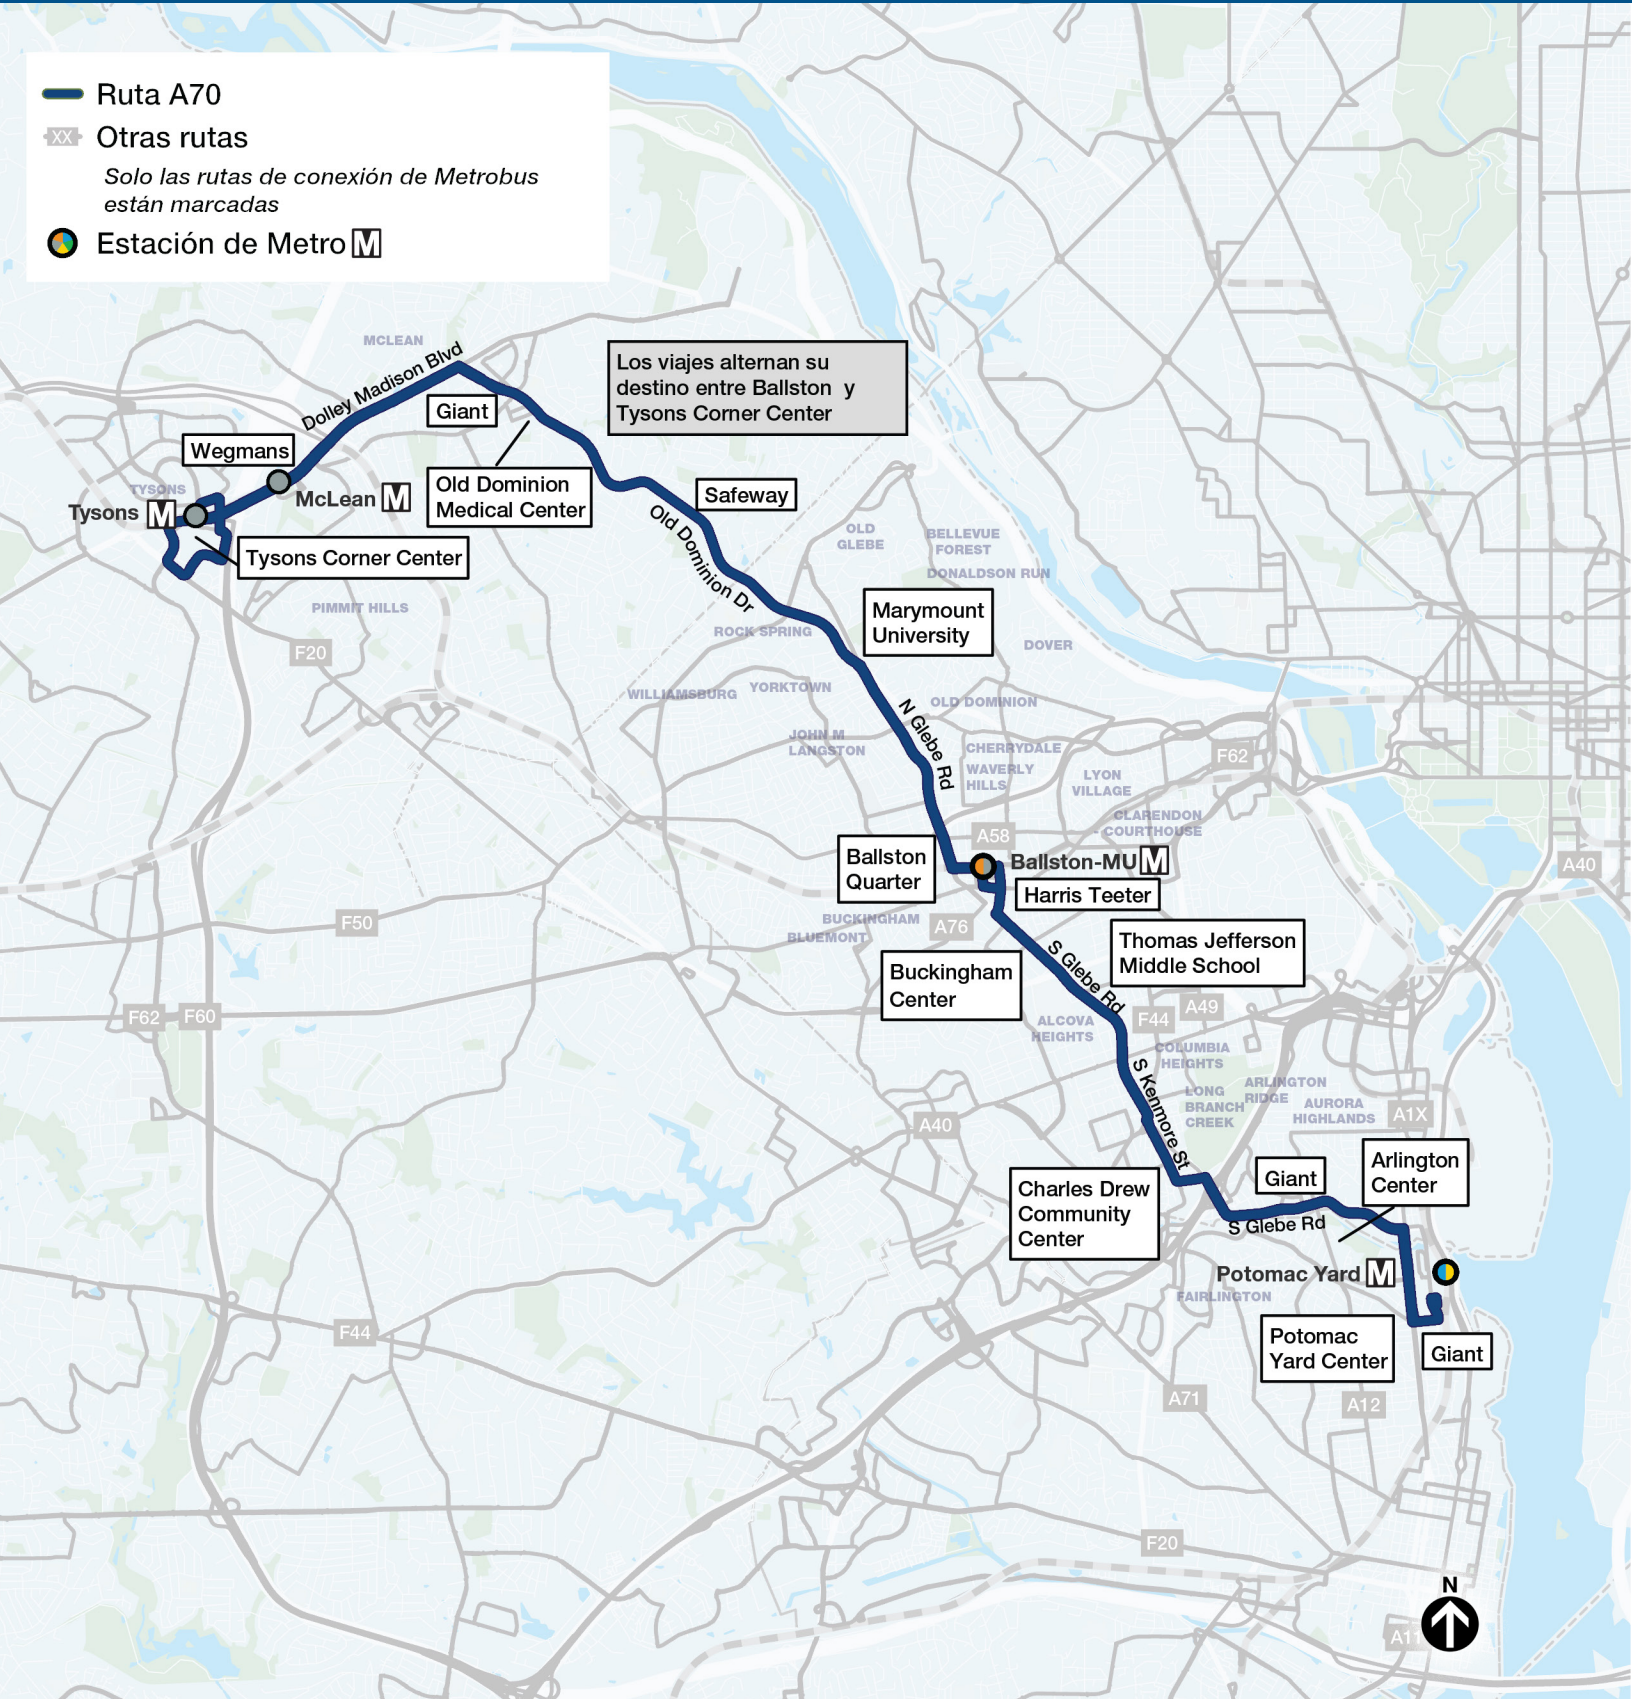 Ruta A70
XX Otras rutas
Solo las rutas de conexión de Metrobus
están marcadas
Estación de Metro M
MCLEAN
Dolley Madison Blvd
Los viajes alternan su
destino entre Ballston y
Tysons Corner Center
Giant
Wegmans
Old Dominion
Medical Center
McLean M
TYSONS
Tysons M
Safeway
Old Dominion Dr
Tysons Corner Center
OLD
GLEBE
BELLEVUE
FOREST
DONALDSON RUN
PIMMIT HILLS
Marymount
University
ROCK SPRING
DOVER
F20
WILLIAMSBURG
YORKTOWN
OLD DOMINION
N Glebe Rd
JOHN M
LANGSTON
CHERRYDALE
WAVERLY
HILLS
F62
LYON
VILLAGE
CLARENDON
COURTHOUSE
A58
Ballston
Quarter
Ballston-MU M
A40
Harris Teeter
F50
BUCKINGHAM
BLUEMONT
A76
S Glebe Rd
Thomas Jefferson
Middle School
Buckingham
Center
F62
F60
ALCOVA
HEIGHTS
F44
A49
COLUMBIA
HEIGHTS
S Kenmore St
LONG
BRANCH
CREEK
ARLINGTON
RIDGE
AURORA
HIGHLANDS
A1X
A40
Arlington
Center
Giant
Charles Drew
Community
Center
S Glebe Rd
Potomac Yard M
FAIRLINGTON
F44
Potomac
Yard Center
Giant
A71
A12
F20
N
A11